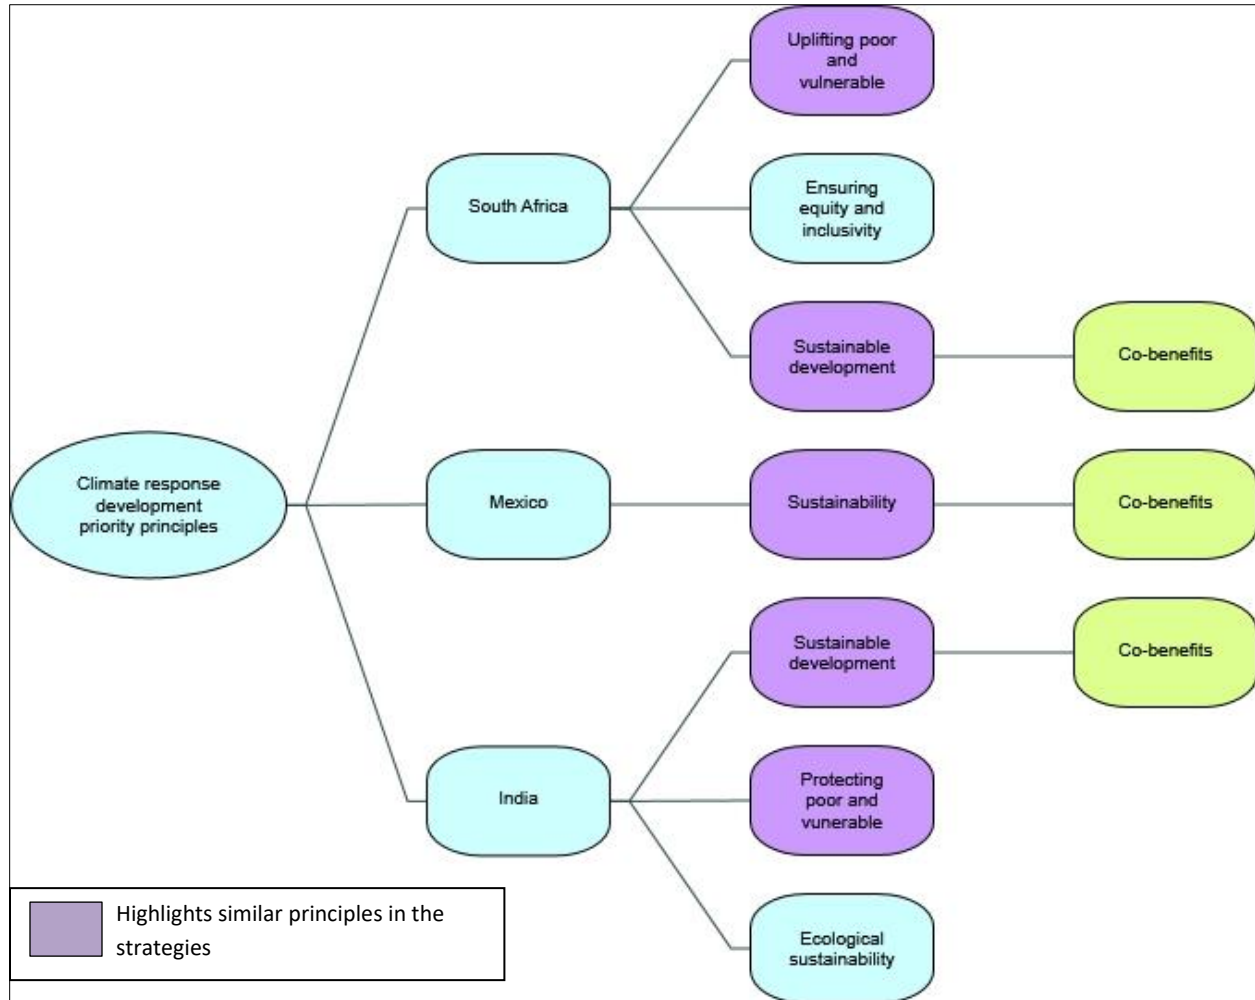 Uplifting poor
and
vulnerable
South Africa
Ensuring
equity and
inclusivity
Sustainable
development
Co-benefits
Climate response
development
priority principles
Mexico
Sustainability
Co-benefits
Sustainable
development
Co-benefits
India
Protecting
poor and
vunerable
Ecological
sustainability
Highlights similar principles in the
strategies